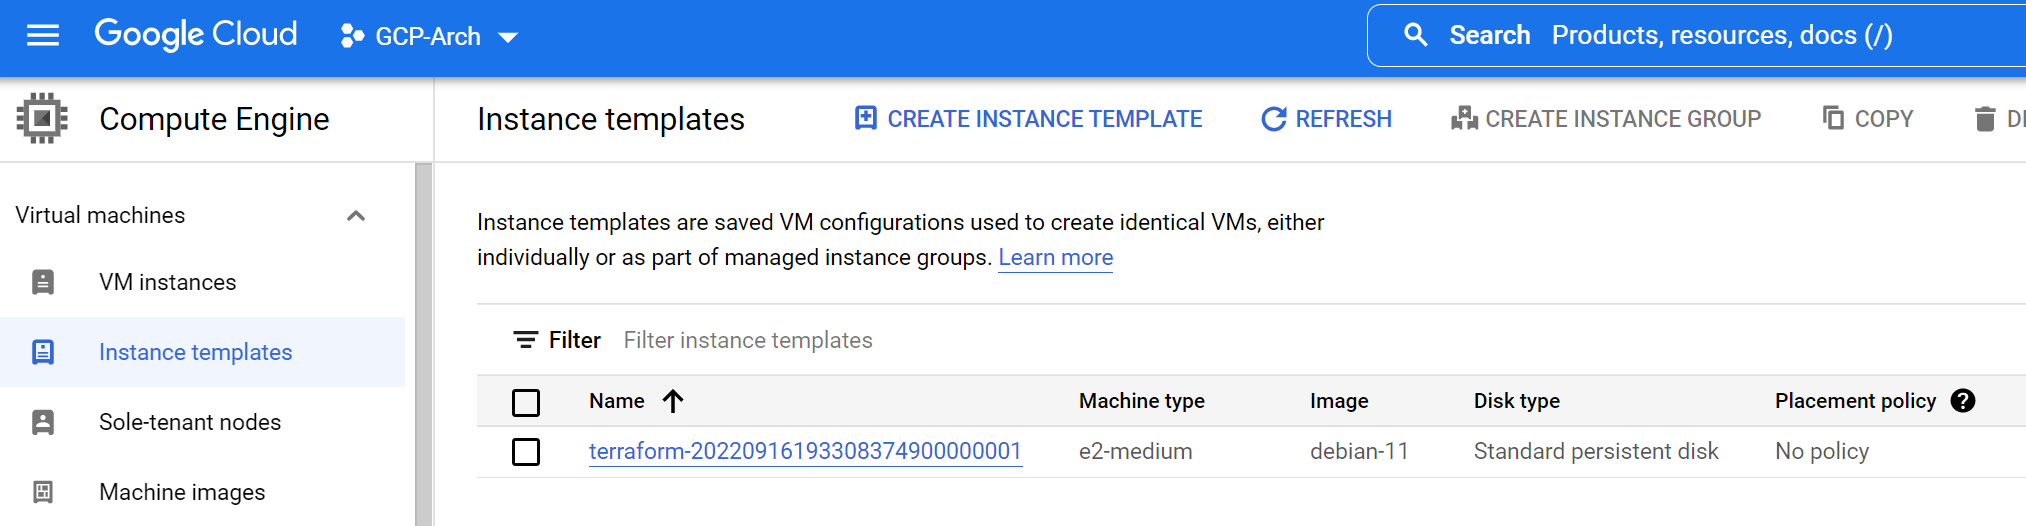 Google Cloud GCP-Arch Search Products, resources, docs (/)
Compute Engine
Instance templates CREATE INSTANCE TEMPLATE REFRESH CREATE INSTANCE GROUP COPY
Virtual machines
VM instances
Instance templates
Sole-tenant nodes
Machine images
Instance templates are saved VM configurations used to create identical VMs, either
individually or as part of managed instance groups. Learn more
Filter Filter instance templates
Name Machine type Image Disk type Placement policy ?
terraform-20220916193308374900000001 e2-medium debian-11 Standard persistent disk No policy